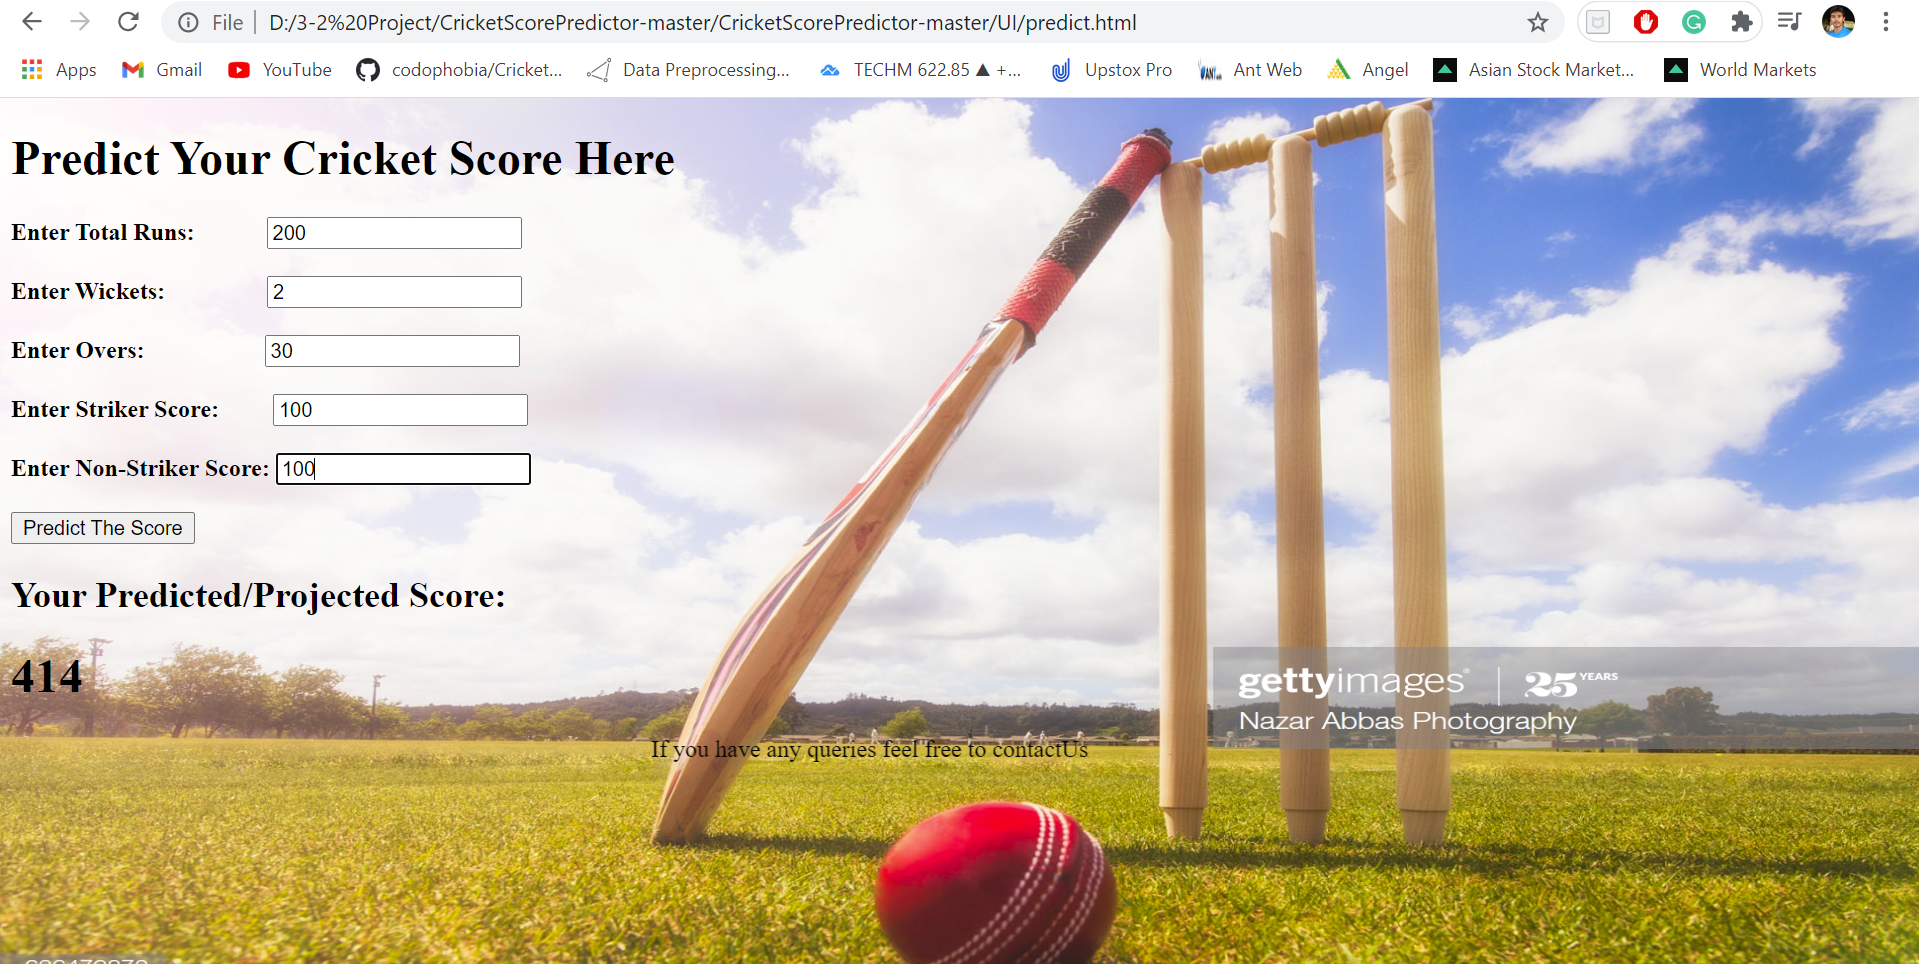 File | D:/3-2%20Project/CricketScorePredictor-master/CricketScorePredictor-master/UI/predict.html
Apps Gmail YouTube codophobia/Cricket... Data Preprocessing... TECHM 622.85 ▲ +... Upstox Pro Ant Web Angel Asian Stock Market... World Markets
Predict Your Cricket Score Here
Enter Total Runs: 200
Enter Wickets: 2
Enter Overs: 30
Enter Striker Score: 100
Enter Non-Striker Score: 100
Predict The Score
Your Predicted/Projected Score:
414
gettyimages® | 25 YEARS
Nazar Abbas Photography
If you have any queries feel free to contactUs